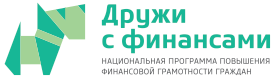 Дружи
с финансами
НАЦИОНАЛЬНАЯ ПРОГРАММА ПОВЫШЕНИЯ
ФИНАНСОВОЙ ГРАМОТНОСТИ ГРАЖДАН